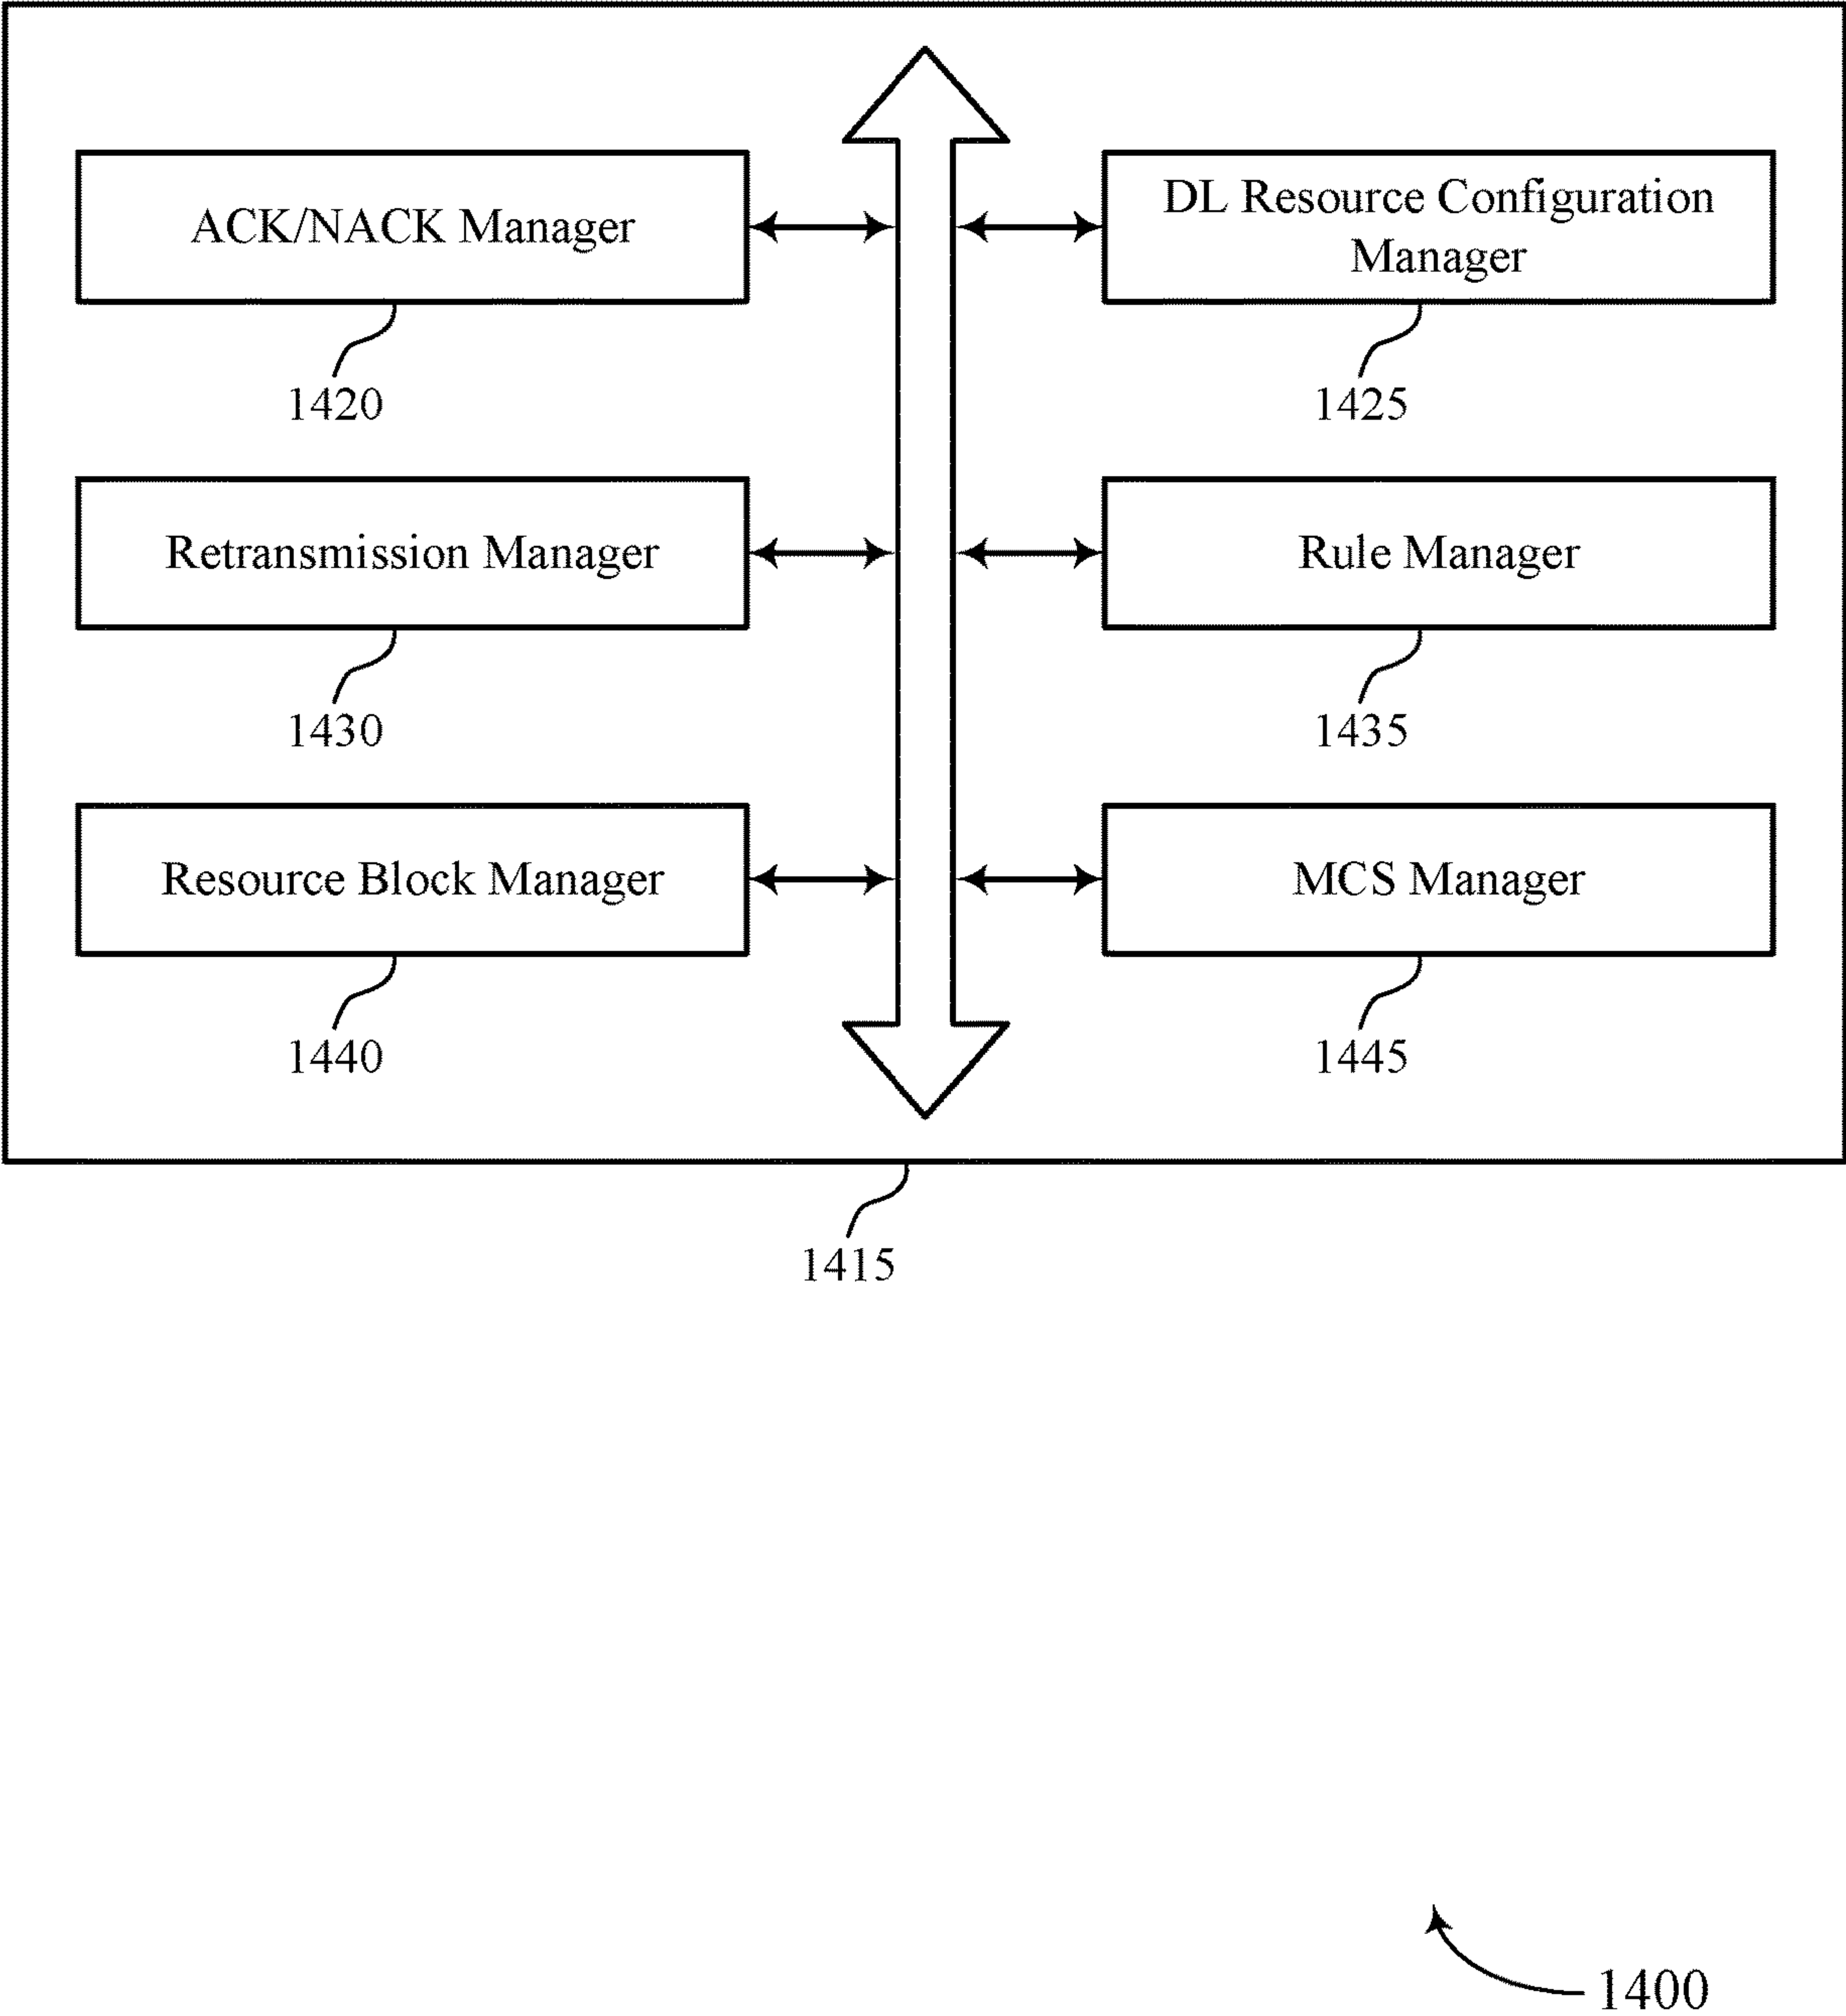 ACK/NACK Manager
1420
DL Resource Configuration
Manager
1425
Retransmission Manager
1430
Rule Manager
1435
Resource Block Manager
1440
MCS Manager
1445
1415
1400